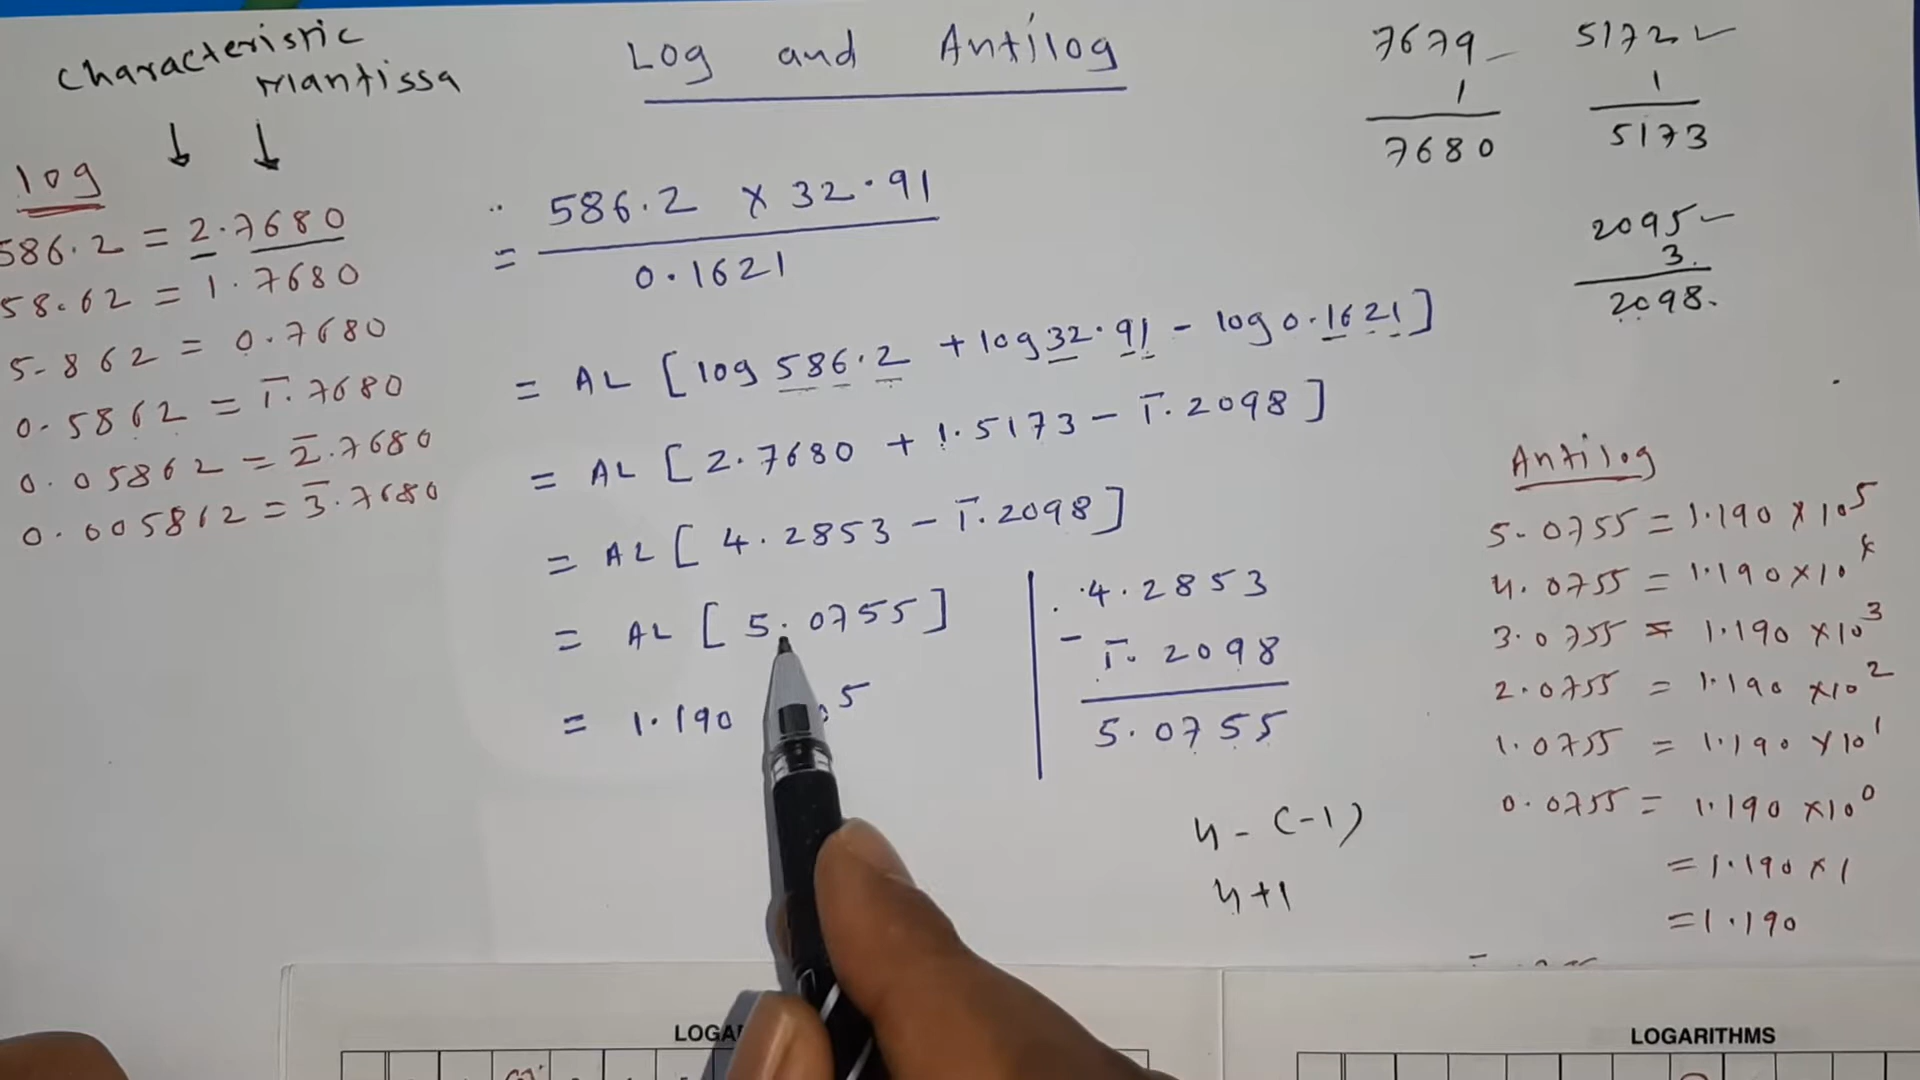 Characteristic
Mantissa
↓ ↓
log
586.2 = 2.7680
58.62 = 1.7680
5.862 = 0.7680
0.5862 = 1̅.7680
0.05862 = 2̅.7680
0.005862 = 3̅.7680
Log and Antilog
= 586.2 × 32.91
0.1621
= AL [log 586.2 + log 32.91 - log 0.1621]
= AL [2.7680 + 1.5173 - 1̅.2098]
= AL [4.2853 - 1̅.2098]
= AL [5.0755]
= 1.190 5
4.2853
- 1̅.2098
5.0755
4 - (-1)
4+1
7679
1
7680
5172
1
5173
2095
3
2098.
Antilog
5.0755 = 1.190 × 10^5
4.0755 = 1.190 × 10^4
3.0755 = 1.190 × 10^3
2.0755 = 1.190 × 10^2
1.0755 = 1.190 × 10^1
0.0755 = 1.190 × 10^0
= 1.190 × 1
= 1.190
LOGARITHMS